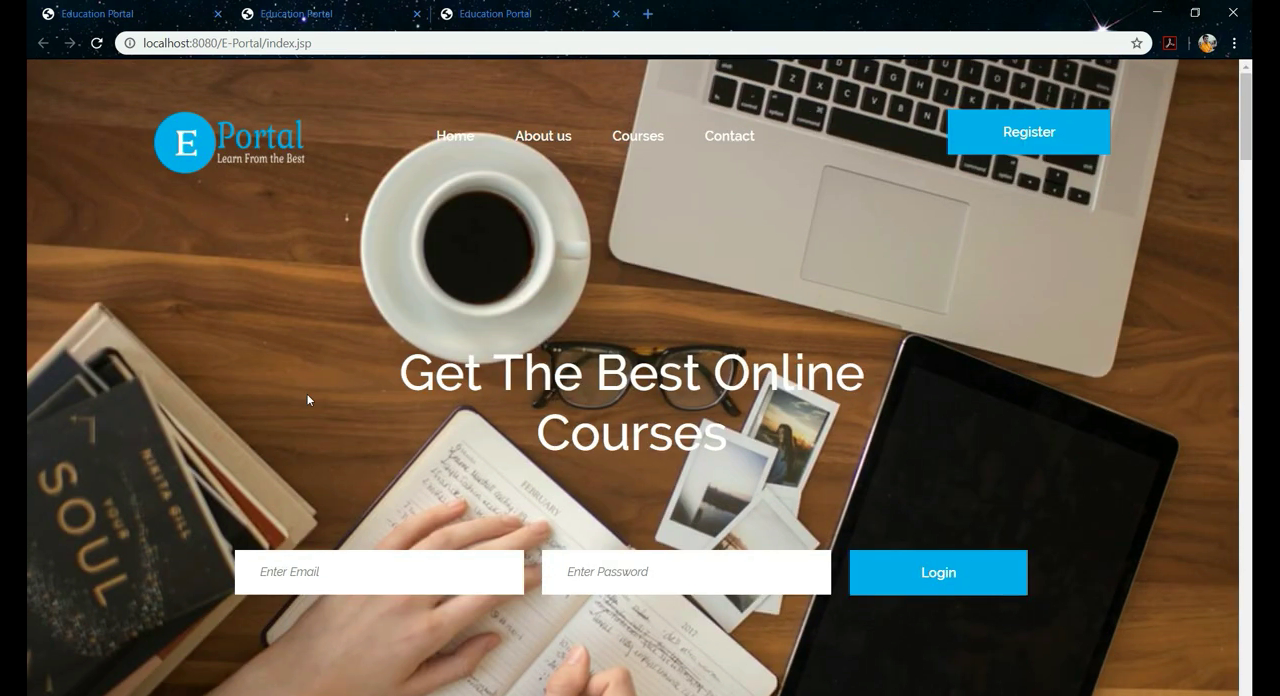 Education Portal
Education Portal
Education Portal
localhost:8080/E-Portal/index.jsp
E Portal
Learn From the Best
Home
About us
Courses
Contact
Register
Get The Best Online
Courses
NIKITA GILL
YOUR
SOUL
FEBRUARY
2017
Enter Email
Enter Password
Login